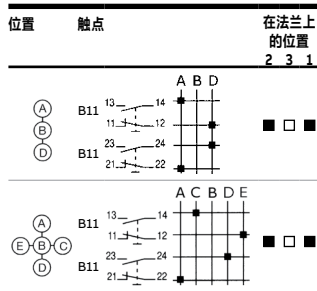 位置 触点 在法兰上
的位置
2 3 1
A B D
A
B
D
B11 13 14
11 12
B11 23 24
21 22
A C B D E
A
E B C
D
B11 13 14
11 12
B11 23 24
21 22